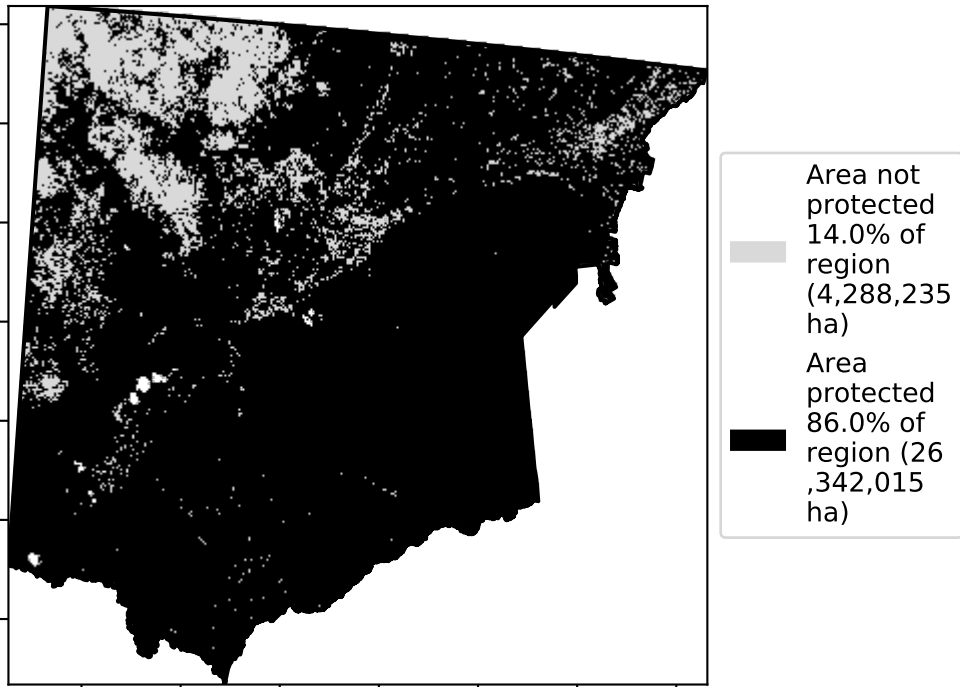 Area not
protected
14.0% of
region
(4,288,235
ha)
Area
protected
86.0% of
region (26
,342,015
ha)